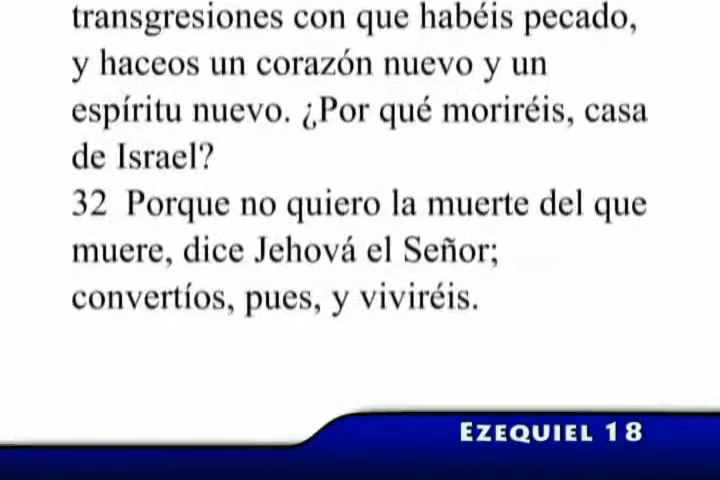 transgresiones con que habéis pecado,
y haceos un corazón nuevo y un
espíritu nuevo. ¿Por qué moriréis, casa
de Israel?
32 Porque no quiero la muerte del que
muere, dice Jehová el Señor;
convertíos, pues, y viviréis.
EZEQUIEL 18